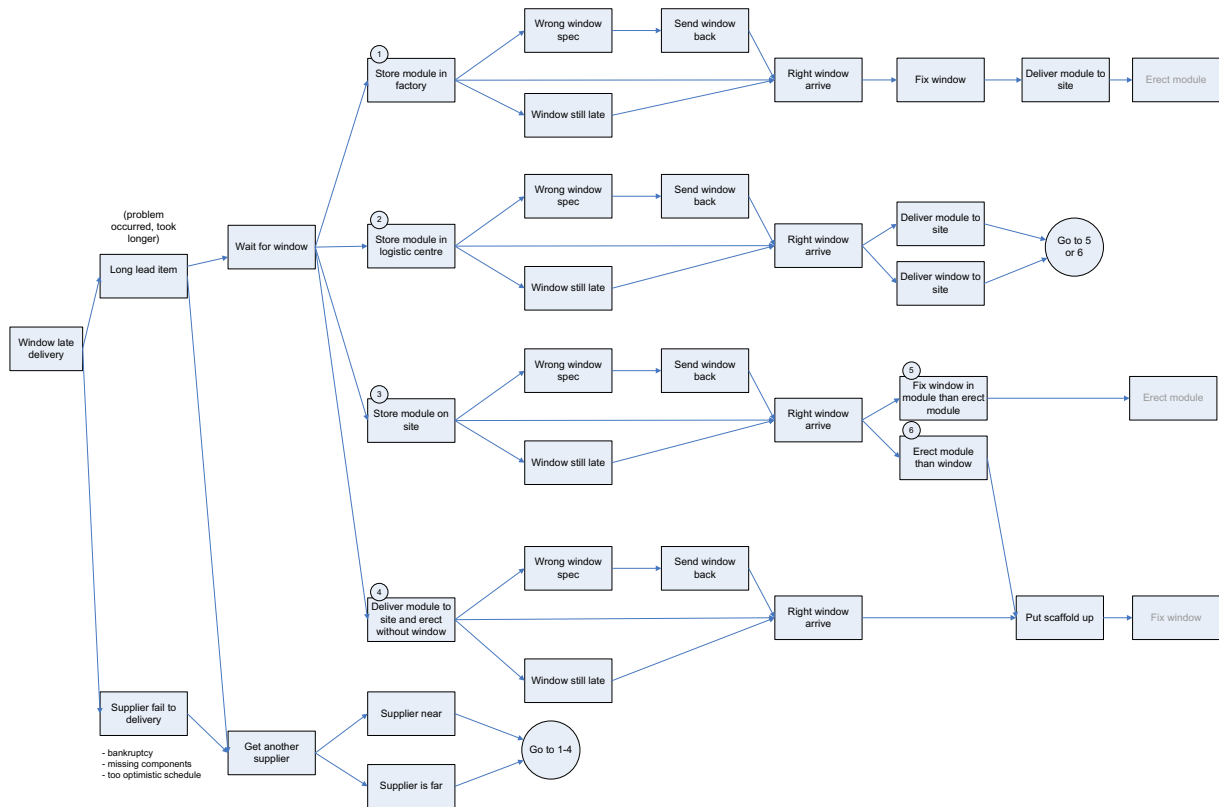 Wrong window
spec
Send window
back
1
Store module in
factory
Right window
arrive
Fix window
Deliver module to
site
Erect module
Window still late
(problem
occurred, took
longer)
Long lead item
Wait for window
Wrong window
spec
Send window
back
2
Store module in
logistic centre
Right window
arrive
Deliver module to
site
Deliver window to
site
Go to 5
or 6
Window still late
Window late
delivery
Wrong window
spec
Send window
back
3
Store module on
site
Right window
arrive
5
Fix window in
module than erect
module
Erect module
6
Erect module
than window
Window still late
Wrong window
spec
Send window
back
4
Deliver module to
site and erect
without window
Right window
arrive
Put scaffold up
Fix window
Window still late
Supplier fail to
delivery
- bankruptcy
- missing components
- too optimistic schedule
Get another
supplier
Supplier near
Supplier is far
Go to 1-4